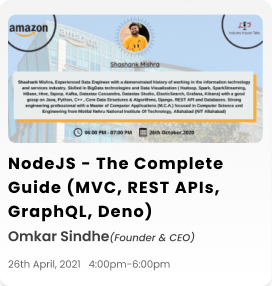 amazon
Industry Insider Talks
Shashank Mishra
Shashank Mishra, Experienced Data Engineer with a demonstrated history of working in the information technology
and services industry. Skilled in BigData technologies and Data Visualization ( Hadoop, Spark, SparkStreaming,
HBase, Hive, Sqoop, Kafka, Datastax Cassandra, Datastax Studio, ElasticSearch, Grafana, Kibana) with a good
grasp on Java, Python, C++ , Core Data Structures & Algorithms, Django, REST API and Databases. Strong
engineering professional with a Master of Computer Applications (M.C.A.) focused in Computer Science and
Engineering from Motilal Nehru National Institute Of Technology, Allahabad (NIT Allahabad)
06:00 PM - 07:00 PM
26th October,2020
NodeJS - The Complete
Guide (MVC, REST APIs,
GraphQL, Deno)
Omkar Sindhe(Founder & CEO)
26th April, 2021 4:00pm-6:00pm